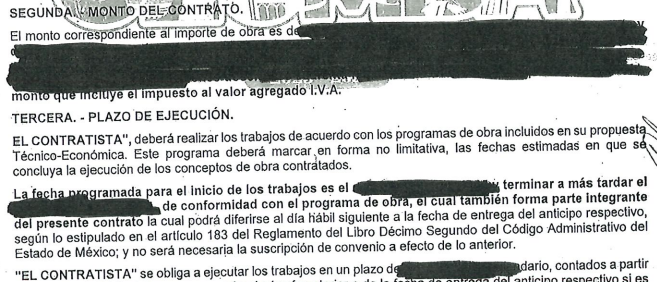 SEGUNDA. - MONTO DEL CONTRATO.
El monto correspondiente al importe de obra es de
monto que incluye el impuesto al valor agregado I.V.A.
TERCERA. - PLAZO DE EJECUCIÓN.
EL CONTRATISTA", deberá realizar los trabajos de acuerdo con los programas de obra incluidos en su propuesta
Técnico-Económica. Este programa deberá marcar en forma no limitativa, las fechas estimadas en que se
concluya la ejecución de los conceptos de obra contratados.
La fecha programada para el inicio de los trabajos es el terminar a más tardar el
de conformidad con el programa de obra, el cual también forma parte integrante
del presente contrato la cual podrá diferirse al día hábil siguiente a la fecha de entrega del anticipo respectivo,
según lo estipulado en el artículo 183 del Reglamento del Libro Décimo Segundo del Código Administrativo del
Estado de México; y no será necesaria la suscripción de convenio a efecto de lo anterior.
"EL CONTRATISTA" se obliga a ejecutar los trabajos en un plazo de dario, contados a partir
fecha de entrega del anticipo respectivo si es